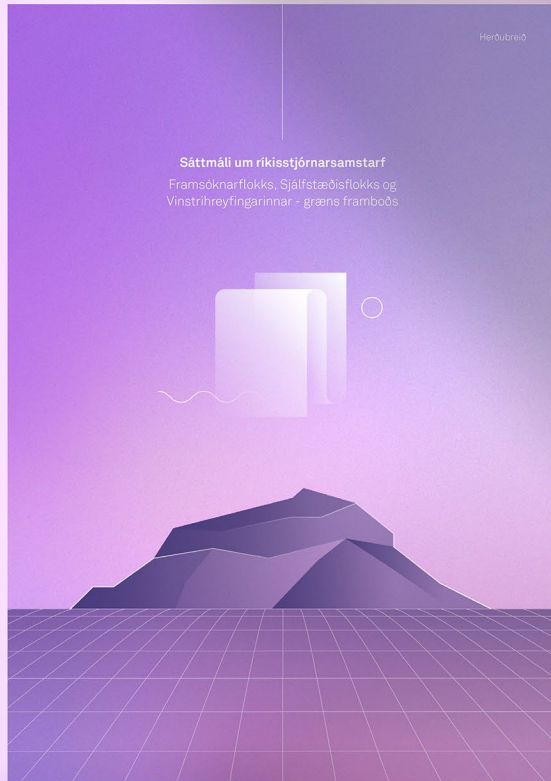 Herðubreið
Sáttmáli um ríkisstjórnarsamstarf
Framsóknarflokks, Sjálfstæðisflokks og
Vinstrihreyfingarinnar - græns framboðs